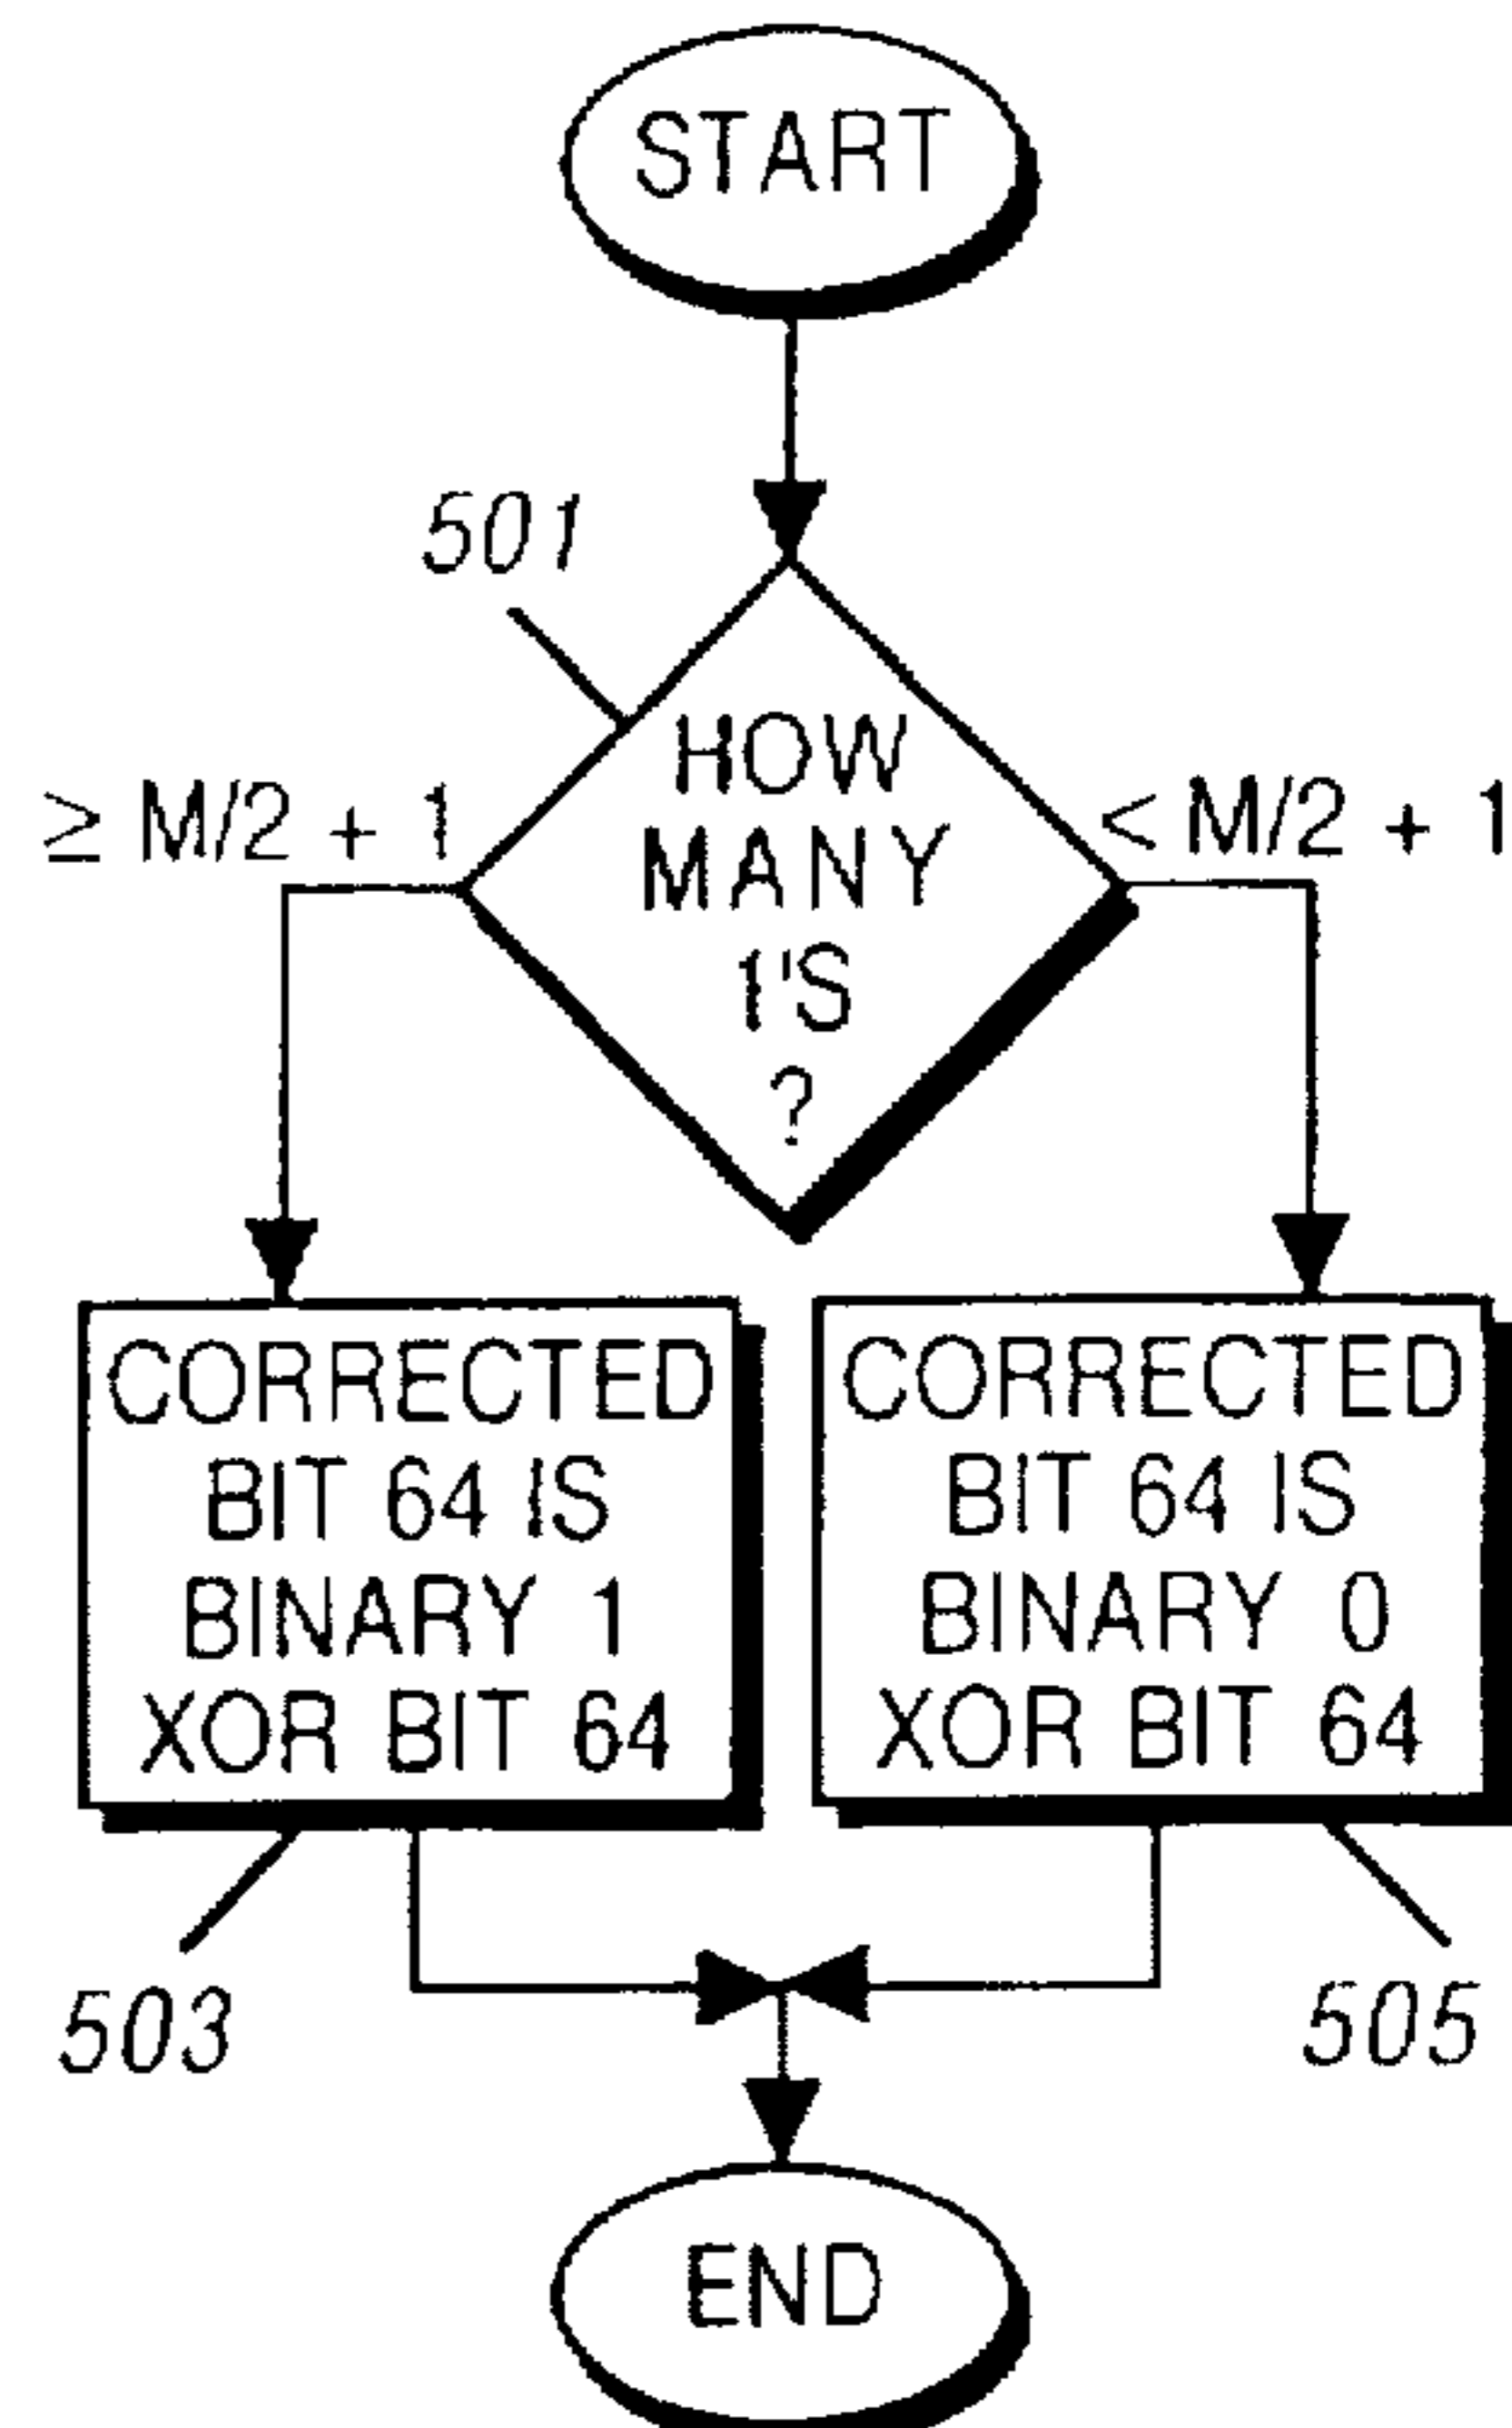 START
501
HOW
MANY
1'S
?
≥ M/2 + 1
< M/2 + 1
CORRECTED
BIT 64 IS
BINARY 1
XOR BIT 64
CORRECTED
BIT 64 IS
BINARY 0
XOR BIT 64
503
505
END